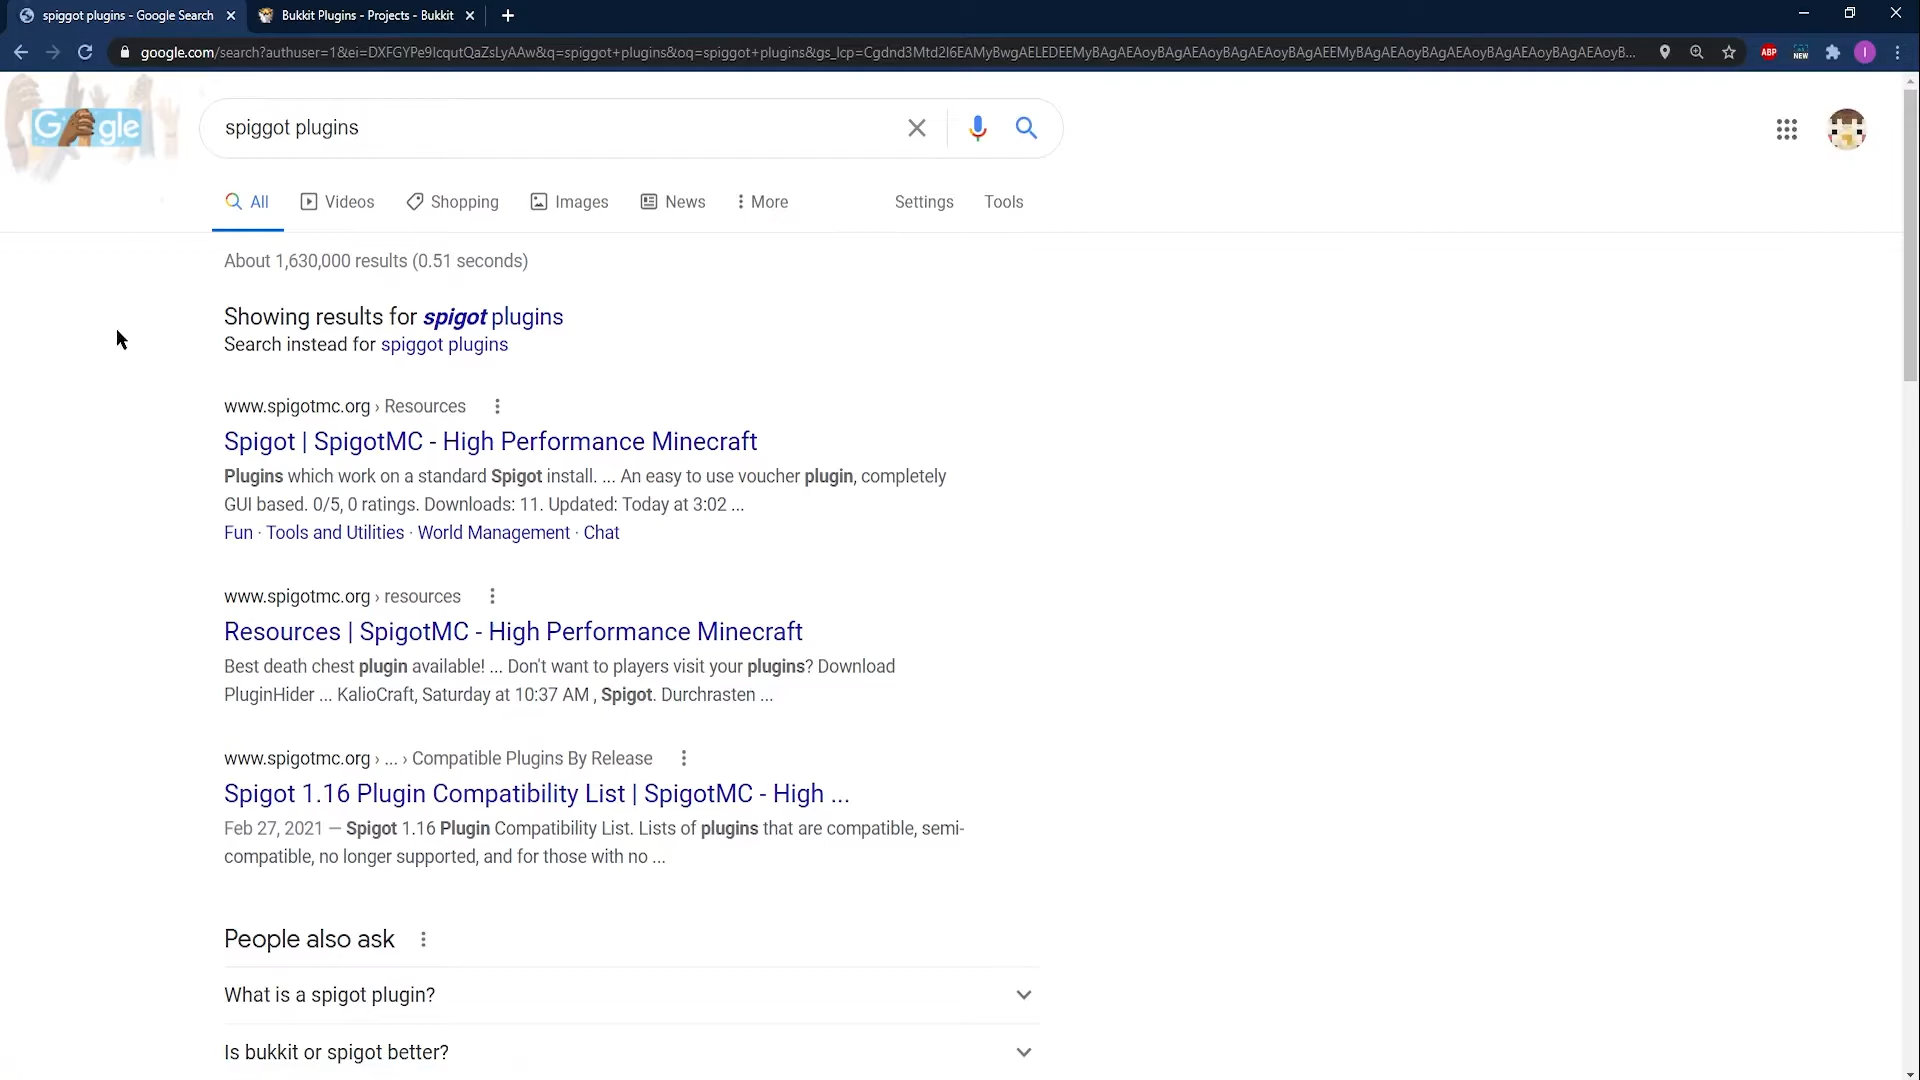 spiggot plugins - Google Search
Bukkit Plugins - Projects - Bukkit
google.com/search?authuser=1&ei=DXFGYPe9IcqutQaZsLyAAw&q=spiggot+plugins&oq=spiggot+plugins&gs_lcp=Cgdnd3Mtd2l6EAMyBwgAELEDEEMyBAgAEAoyBAgAEAoyBAgAEAoyBAgAEEMyBAgAEAoyBAgAEAoyBAgAEAoyBAgAEAoyB...
ABP
NEW
I
Google
spiggot plugins
All
Videos
Shopping
Images
News
More
Settings
Tools
About 1,630,000 results (0.51 seconds)
Showing results for spigot plugins
Search instead for spiggot plugins
www.spigotmc.org › Resources
Spigot | SpigotMC - High Performance Minecraft
Plugins which work on a standard Spigot install. ... An easy to use voucher plugin, completely
GUI based. 0/5, 0 ratings. Downloads: 11. Updated: Today at 3:02 ...
Fun · Tools and Utilities · World Management · Chat
www.spigotmc.org › resources
Resources | SpigotMC - High Performance Minecraft
Best death chest plugin available! ... Don't want to players visit your plugins? Download
PluginHider ... KalioCraft, Saturday at 10:37 AM , Spigot. Durchrasten ...
www.spigotmc.org › ... › Compatible Plugins By Release
Spigot 1.16 Plugin Compatibility List | SpigotMC - High ...
Feb 27, 2021 — Spigot 1.16 Plugin Compatibility List. Lists of plugins that are compatible, semi-
compatible, no longer supported, and for those with no ...
People also ask
What is a spigot plugin?
Is bukkit or spigot better?